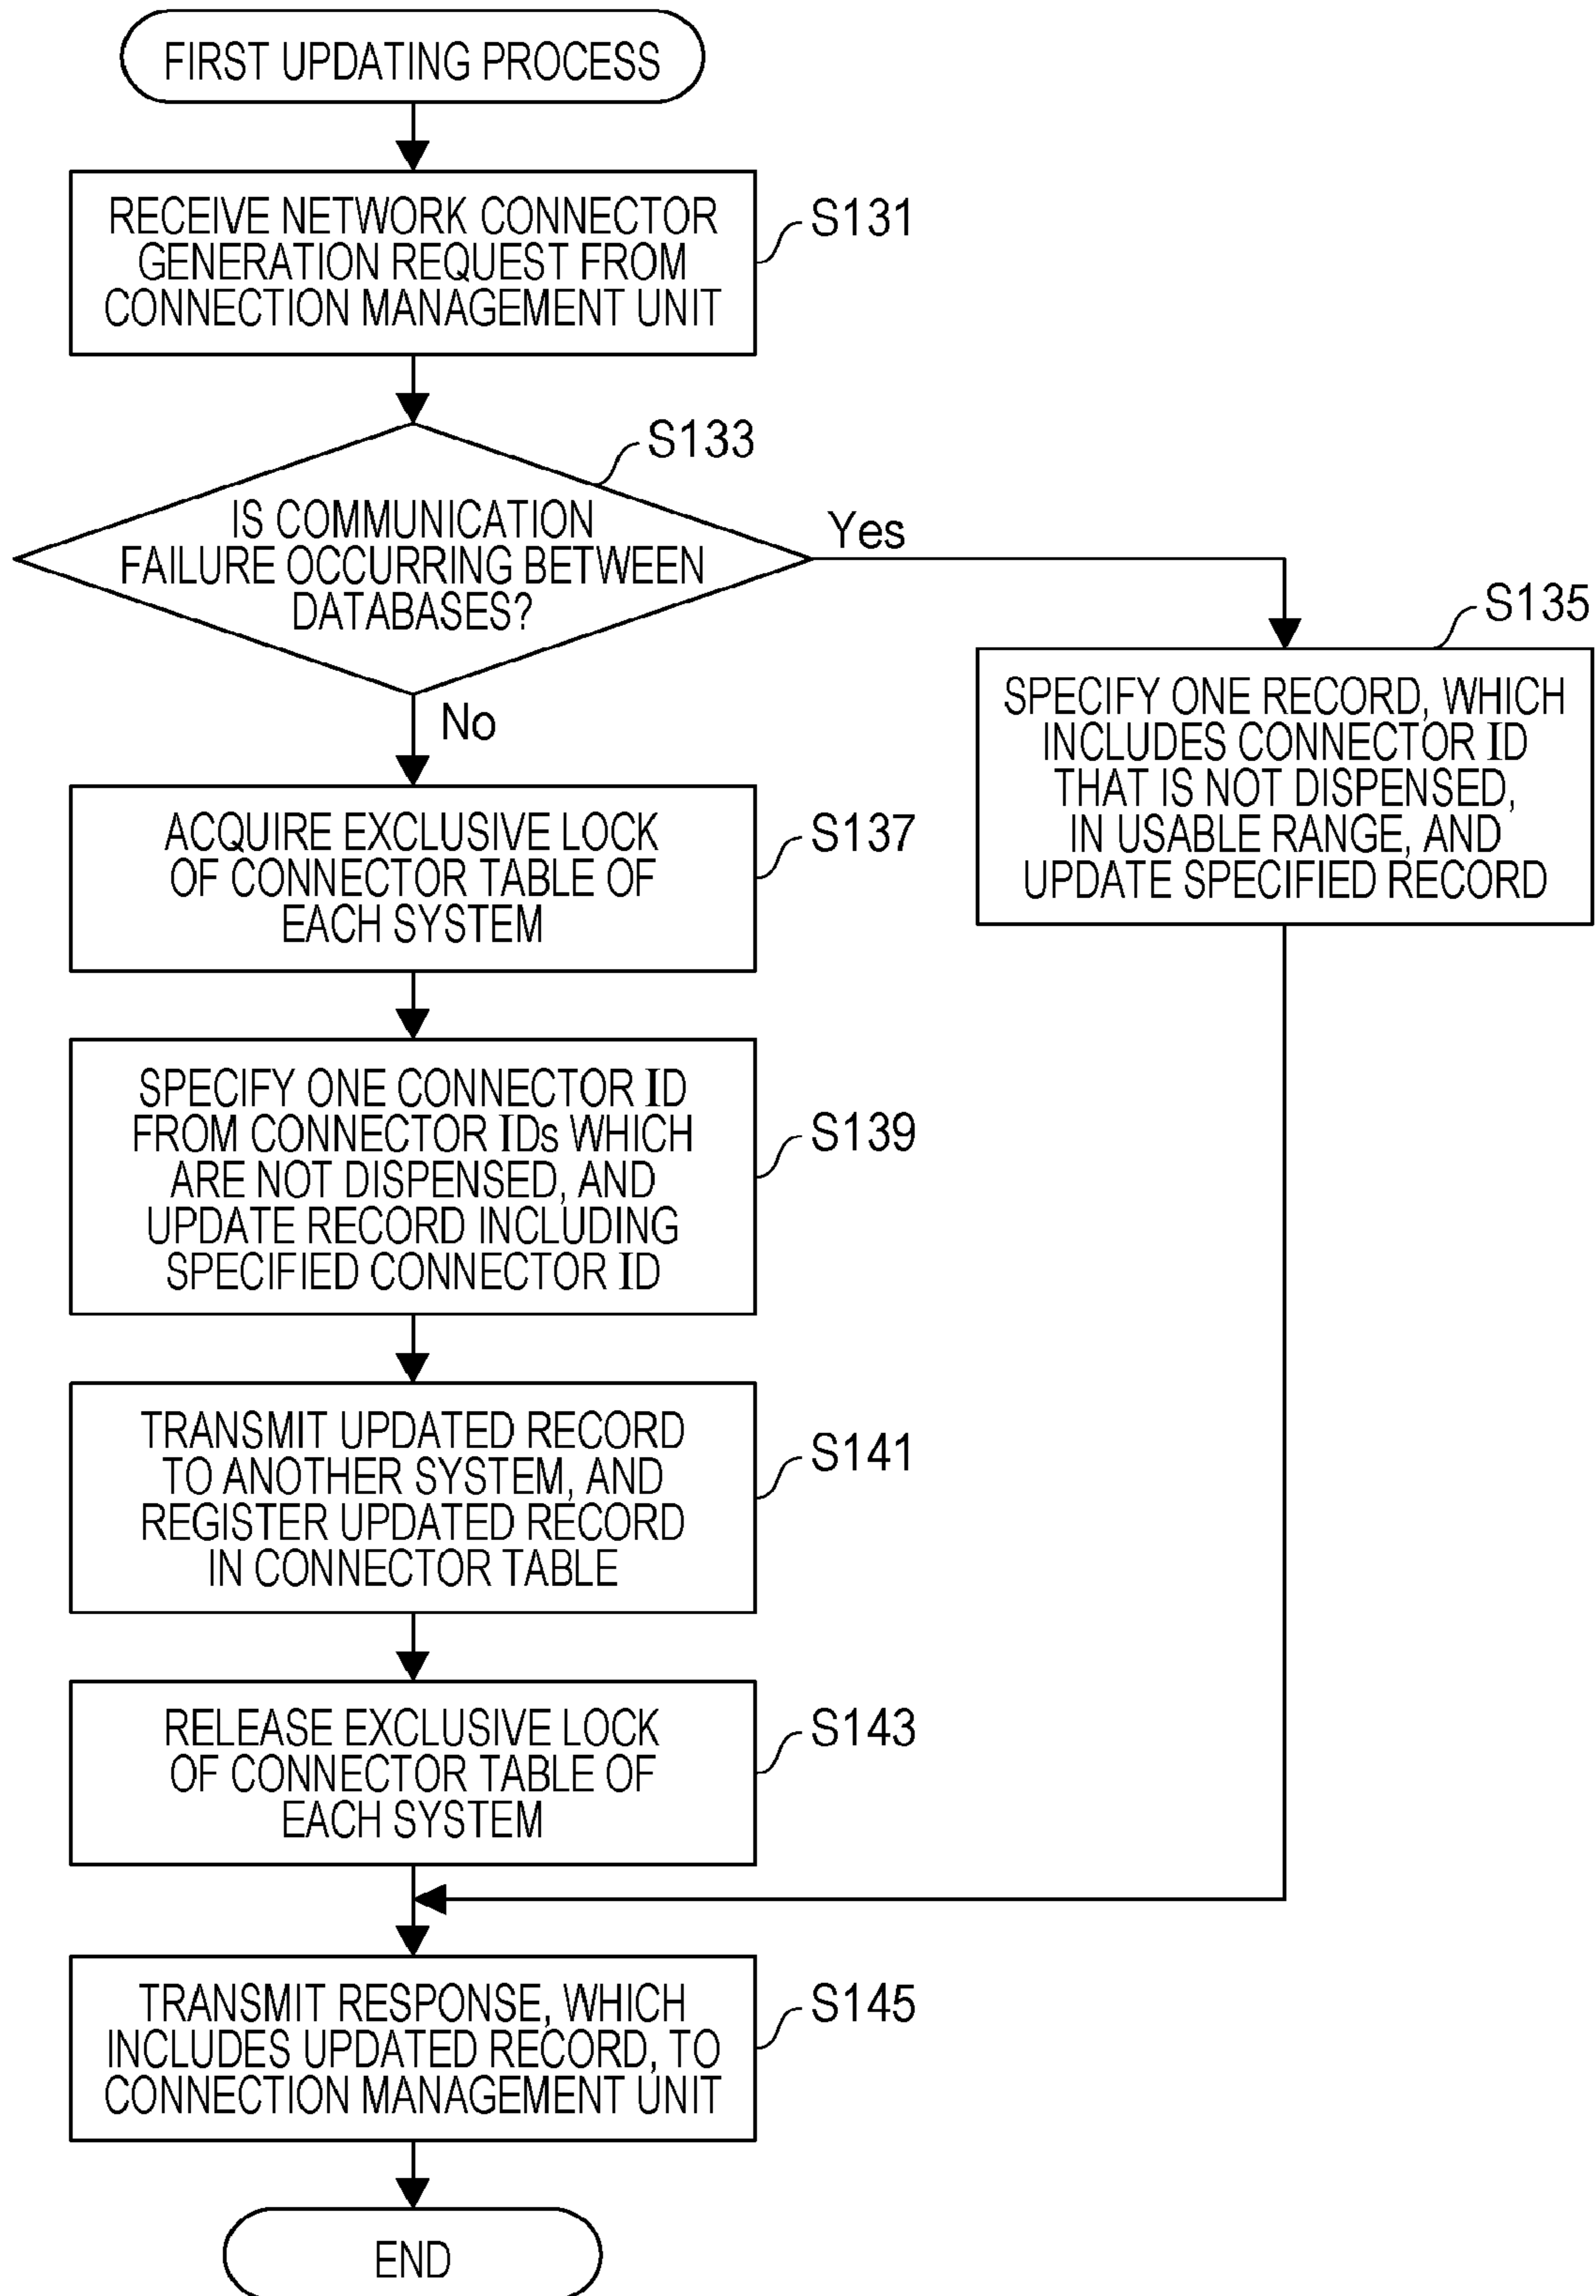 FIRST UPDATING PROCESS
RECEIVE NETWORK CONNECTOR
GENERATION REQUEST FROM
CONNECTION MANAGEMENT UNIT
S131
S133
IS COMMUNICATION
FAILURE OCCURRING BETWEEN
DATABASES?
Yes
No
S135
SPECIFY ONE RECORD, WHICH
INCLUDES CONNECTOR ID
THAT IS NOT DISPENSED,
IN USABLE RANGE, AND
UPDATE SPECIFIED RECORD
ACQUIRE EXCLUSIVE LOCK
OF CONNECTOR TABLE OF
EACH SYSTEM
S137
SPECIFY ONE CONNECTOR ID
FROM CONNECTOR IDs WHICH
ARE NOT DISPENSED, AND
UPDATE RECORD INCLUDING
SPECIFIED CONNECTOR ID
S139
TRANSMIT UPDATED RECORD
TO ANOTHER SYSTEM, AND
REGISTER UPDATED RECORD
IN CONNECTOR TABLE
S141
RELEASE EXCLUSIVE LOCK
OF CONNECTOR TABLE OF
EACH SYSTEM
S143
TRANSMIT RESPONSE, WHICH
INCLUDES UPDATED RECORD, TO
CONNECTION MANAGEMENT UNIT
S145
END